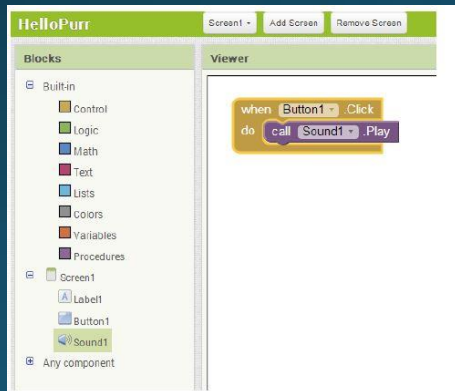 HelloPurr
Screen1 Add Screen Remove Screen
Blocks
Viewer
Built-in
Control
Logic
Math
Text
Lists
Colors
Variables
Procedures
Screen1
A Label1
Button1
Sound1
Any component
when Button1 .Click
do call Sound1 .Play